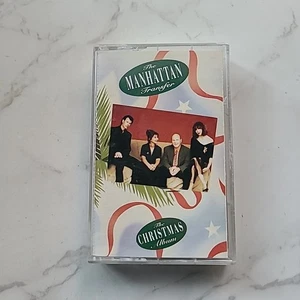 The
MANHATTAN
Transfer
The
CHRISTMAS
Album